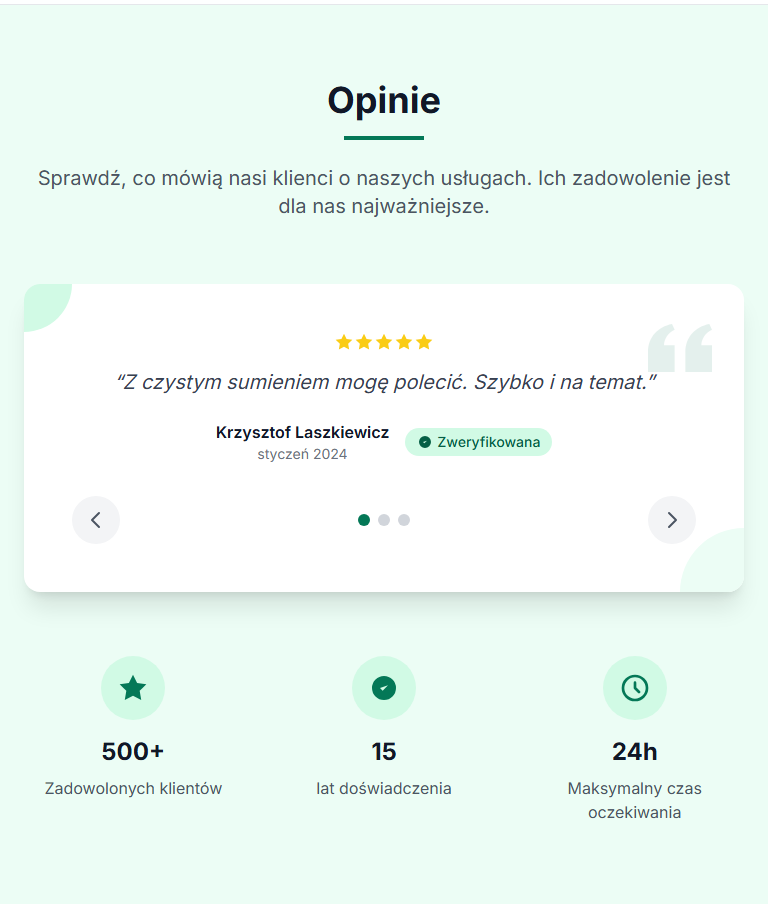 Opinie
Sprawdź, co mówią nasi klienci o naszych usługach. Ich zadowolenie jest
dla nas najważniejsze.
“Z czystym sumieniem mogę polecić. Szybko i na temat.”
Krzysztof Laszkiewicz
styczeń 2024
Zweryfikowana
500+
Zadowolonych klientów
15
lat doświadczenia
24h
Maksymalny czas
oczekiwania